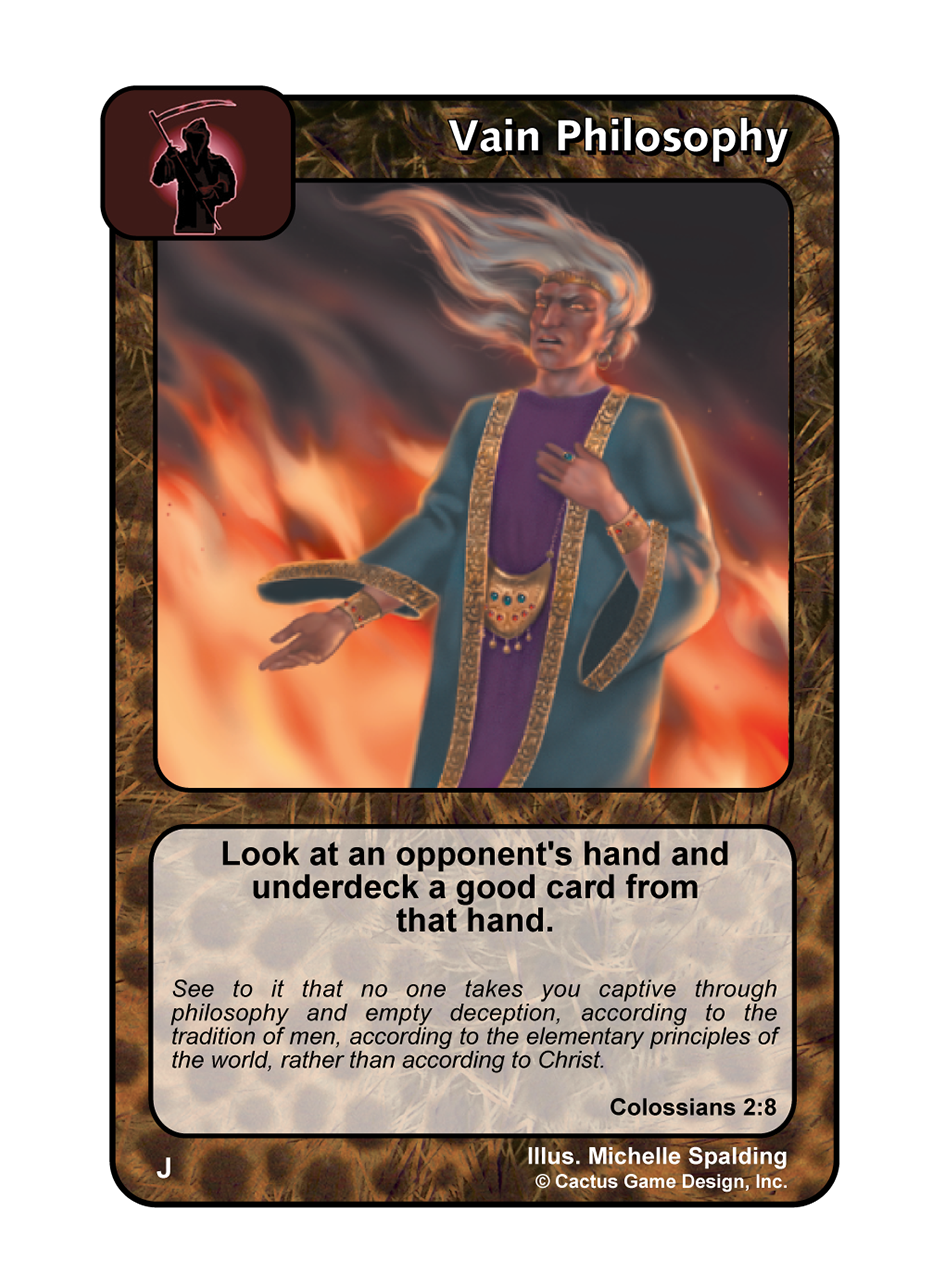 Vain Philosophy
Look at an opponent's hand and
underdeck a good card from
that hand.
See to it that no one takes you captive through
philosophy and empty deception, according to the
tradition of men, according to the elementary principles of
the world, rather than according to Christ.
Colossians 2:8
J
Illus. Michelle Spalding
© Cactus Game Design, Inc.